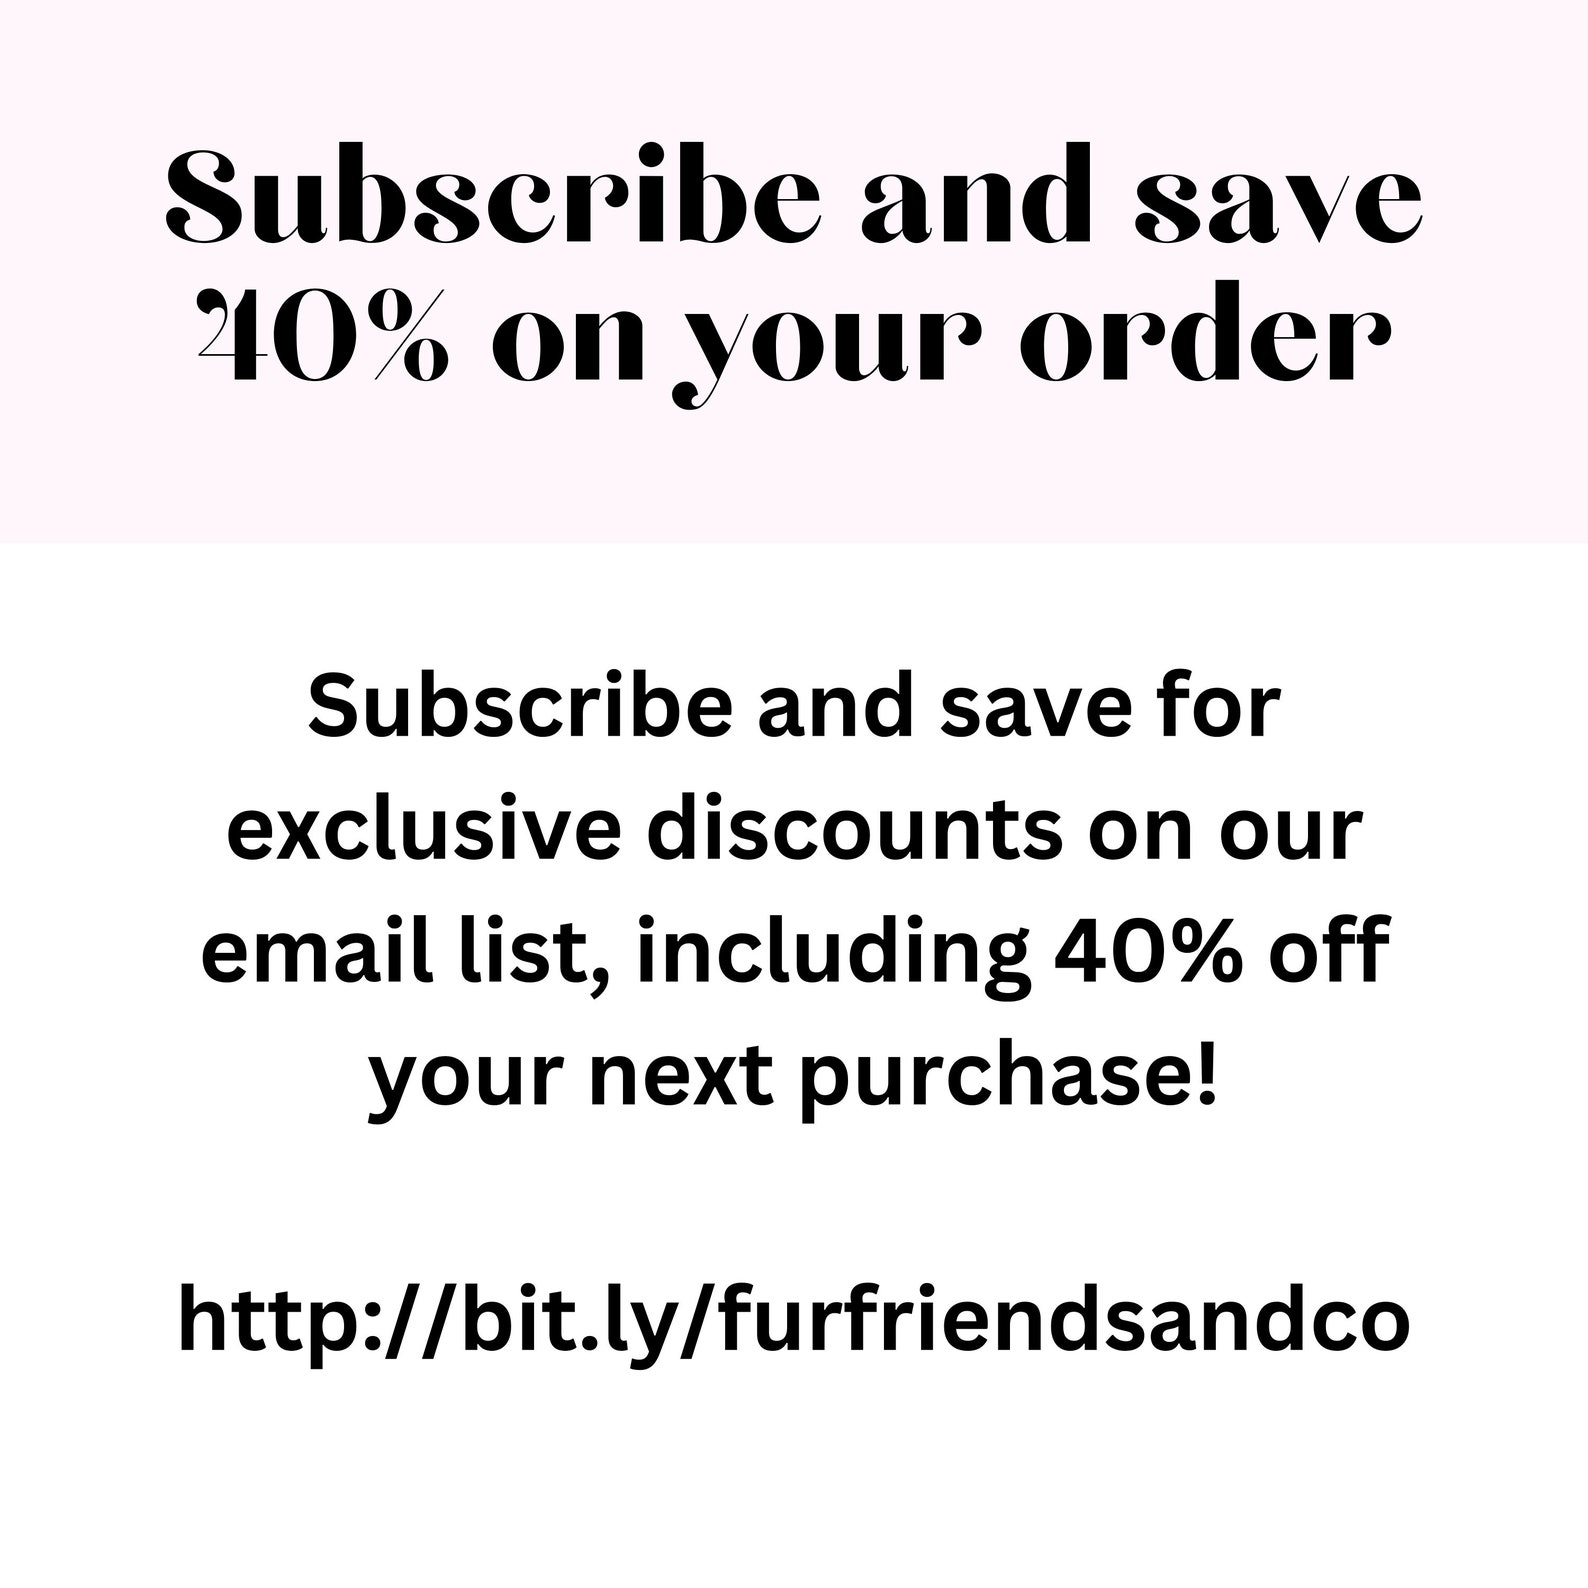 Subscribe and save
40% on your order
Subscribe and save for
exclusive discounts on our
email list, including 40% off
your next purchase!
http://bit.ly/furfriendsandco